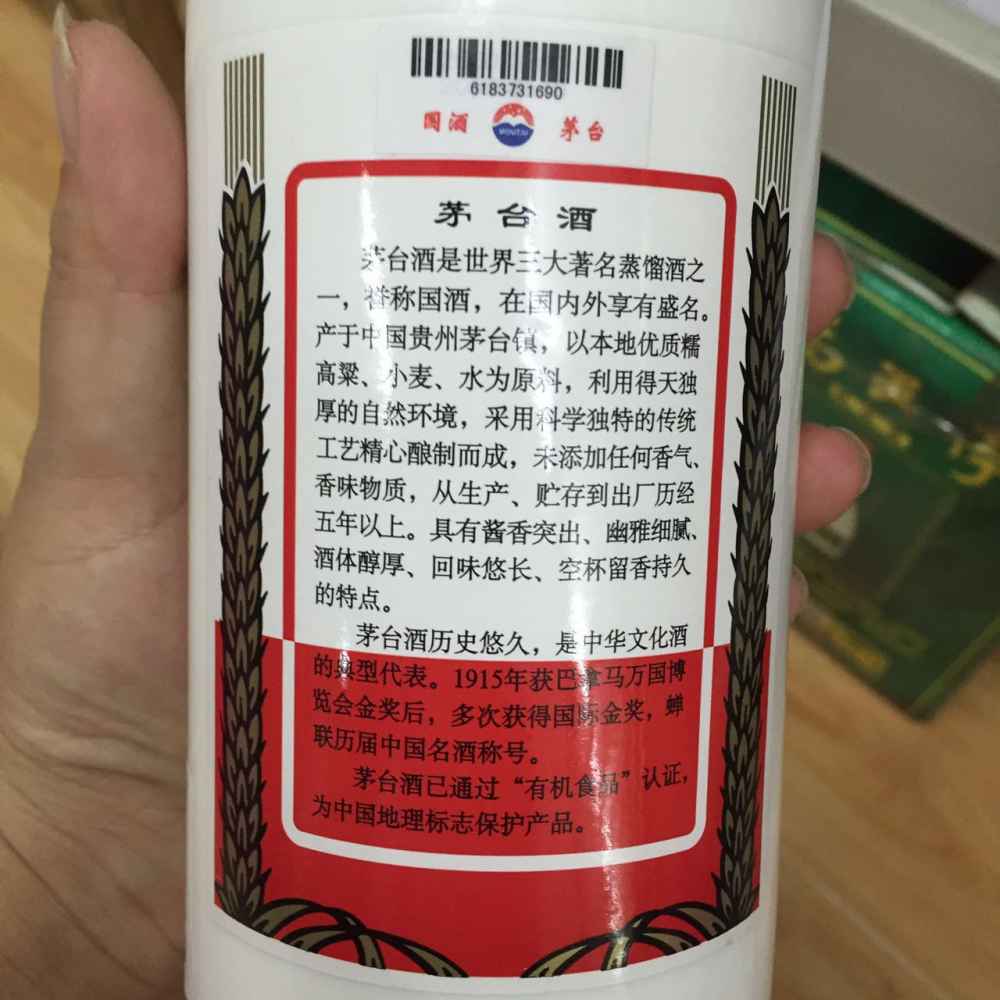 6183731690
国酒 MOUTAI 茅台
茅台酒
茅台酒是世界三大著名蒸馏酒之
一，誉称国酒，在国内外享有盛名。
产于中国贵州茅台镇，以本地优质糯
高粱、小麦、水为原料，利用得天独
厚的自然环境，采用科学独特的传统
工艺精心酿制而成，未添加任何香气、
香味物质，从生产、贮存到出厂历经
五年以上。具有酱香突出、幽雅细腻、
酒体醇厚、回味悠长、空杯留香持久
的特点。
茅台酒历史悠久，是中华文化酒
的典型代表。1915年获巴拿马万国博
览会金奖后，多次获得国际金奖，蝉
联历届中国名酒称号。
茅台酒已通过“有机食品”认证，
为中国地理标志保护产品。